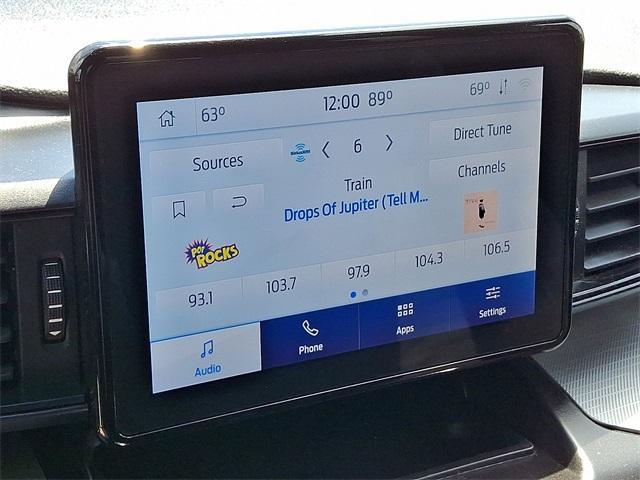 63° 12:00 89° 69°
Sources SiriusXM 6 Direct Tune
Channels
Train
Drops Of Jupiter (Tell M...
POP ROCKS
93.1 103.7 97.9 104.3 106.5
Audio Phone Apps Settings